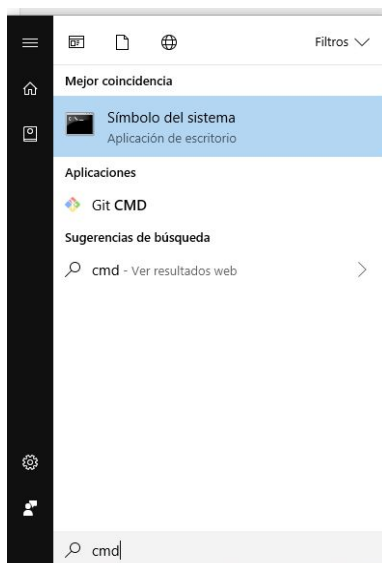 Filtros
Mejor coincidencia
Símbolo del sistema
Aplicación de escritorio
Aplicaciones
Git CMD
Sugerencias de búsqueda
cmd - Ver resultados web
cmd